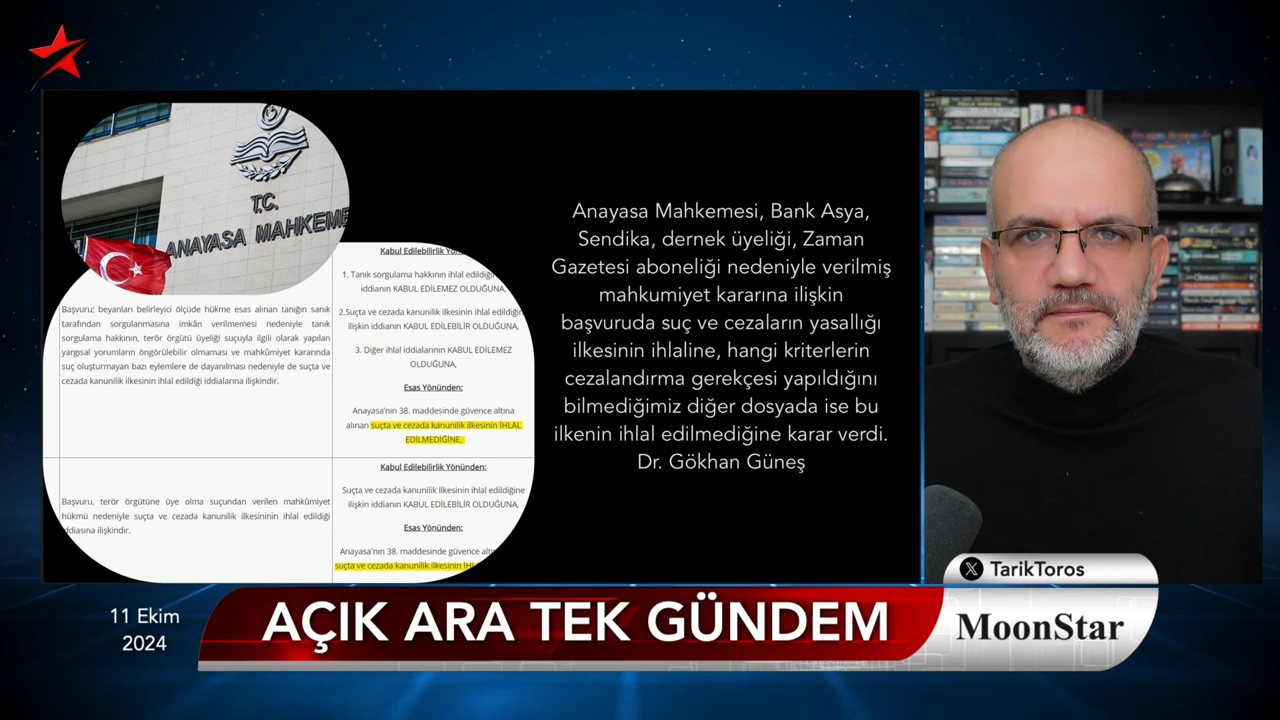 T.C.
ANAYASA MAHKEME
Kabul Edilebilirlik
1. Tanık sorgulama hakkının ihlal
iddianın KABUL EDİLEMEZ OLDUĞUNA,
2.Suçta ve cezada kanunilik ilkesinin ihlal
ilişkin iddianın KABUL EDİLEBİLİR OLDUĞUNA,
3. Diğer ihlal iddialarının KABUL EDİLEMEZ
OLDUĞUNA,
Esas Yönünden:
Anayasa'nın 38. maddesinde güvence altına
alınan suçta ve cezada kanunilik ilkesinin İHLAL
EDİLMEDİĞİNE,
Başvuru; beyanları belirleyici ölçüde hükme esas alınan tanığın sanık
tarafından sorgulanmasına imkân verilmemesi nedeniyle tanık
sorgulama hakkının, terör örgütü üyeliği suçuyla ilgili olarak yapılan
yargısal yorumların öngörülebilir olmaması ve mahkûmiyet kararında
suç oluşturmayan bazı eylemlere de dayanılması nedeniyle de suçta ve
cezada kanunilik ilkesinin ihlal edildiği iddialarına ilişkindir.
Kabul Edilebilirlik Yönünden:
Suçta ve cezada kanunilik ilkesinin ihlal edildiğine
ilişkin iddianın KABUL EDİLEBİLİR OLDUĞUNA,
Esas Yönünden:
Anayasa'nın 38. maddesinde güvence
suçta ve cezada kanunilik ilkesinin
Başvuru, terör örgütüne üye olma suçundan verilen mahkûmiyet
hükmü nedeniyle suçta ve cezada kanunilik ilkesininin ihlal edildiği
iddiasına ilişkindir.
Anayasa Mahkemesi, Bank Asya,
Sendika, dernek üyeliği, Zaman
Gazetesi aboneliği nedeniyle verilmiş
mahkumiyet kararına ilişkin
başvuruda suç ve cezaların yasallığı
ilkesinin ihlaline, hangi kriterlerin
cezalandırma gerekçesi yapıldığını
bilmediğimiz diğer dosyada ise bu
ilkenin ihlal edilmediğine karar verdi.
Dr. Gökhan Güneş
TarikToros
MoonStar
11 Ekim
2024
AÇIK ARA TEK GÜNDEM